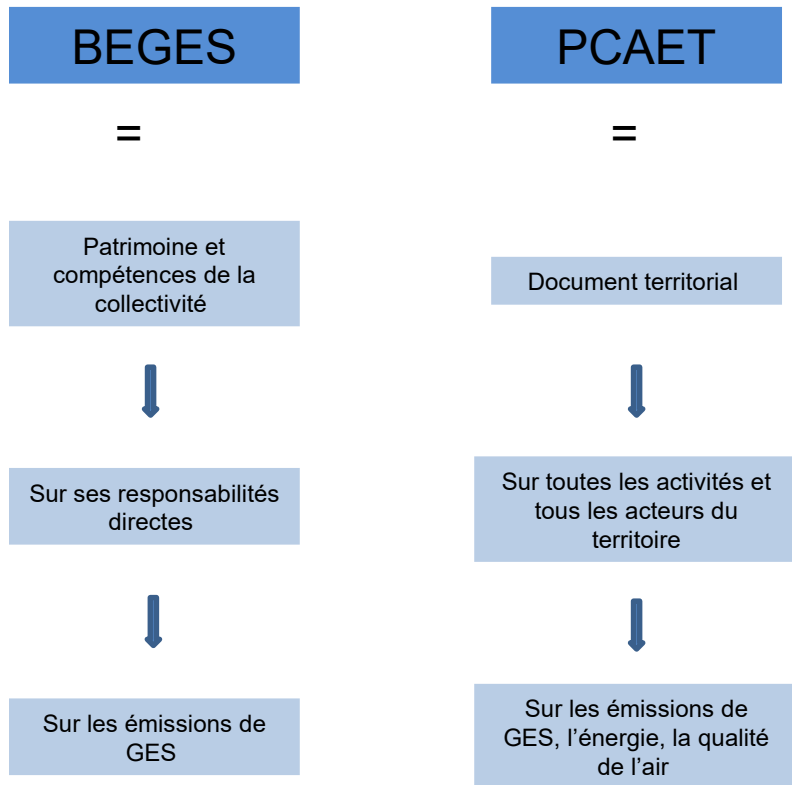 BEGES
=
Patrimoine et
compétences de la
collectivité
Sur ses responsabilités
directes
Sur les émissions de
GES
PCAET
=
Document territorial
Sur toutes les activités et
tous les acteurs du
territoire
Sur les émissions de
GES, l’énergie, la qualité
de l’air